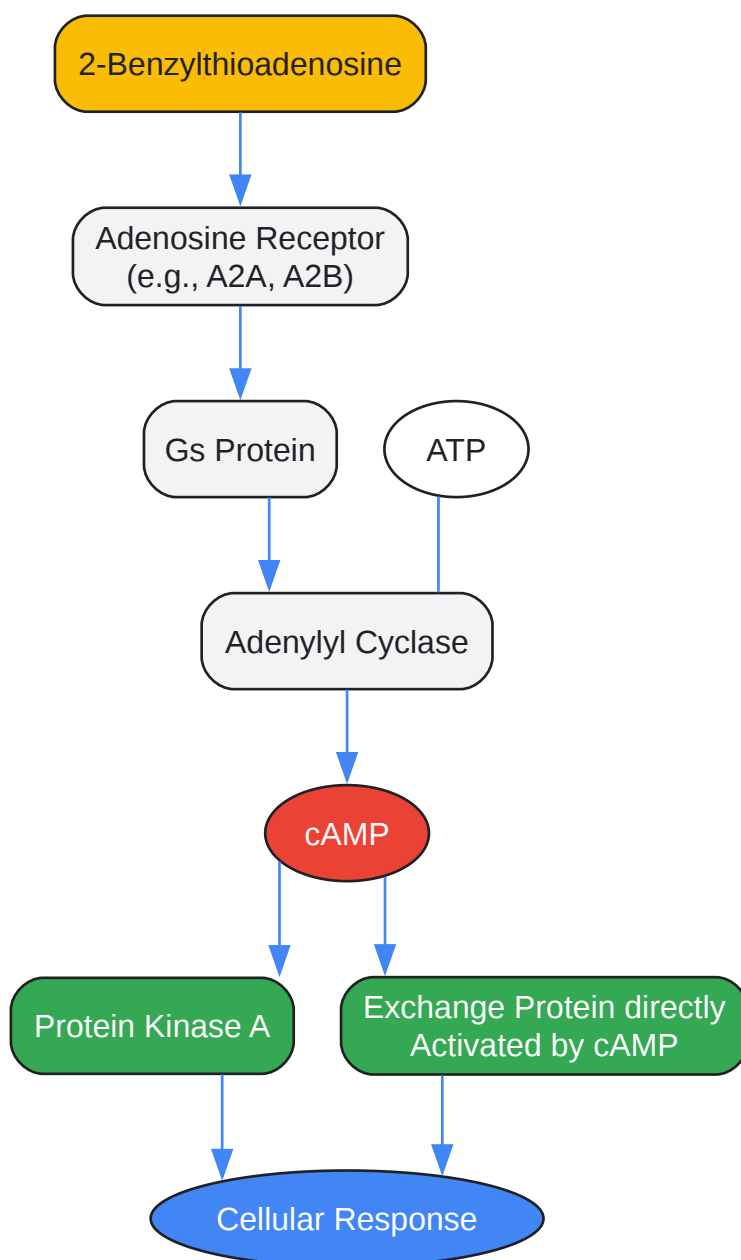 2-Benzylthioadenosine
Adenosine Receptor
(e.g., A2A, A2B)
Gs Protein
ATP
Adenylyl Cyclase
cAMP
Protein Kinase A
Exchange Protein directly
Activated by cAMP
Cellular Response